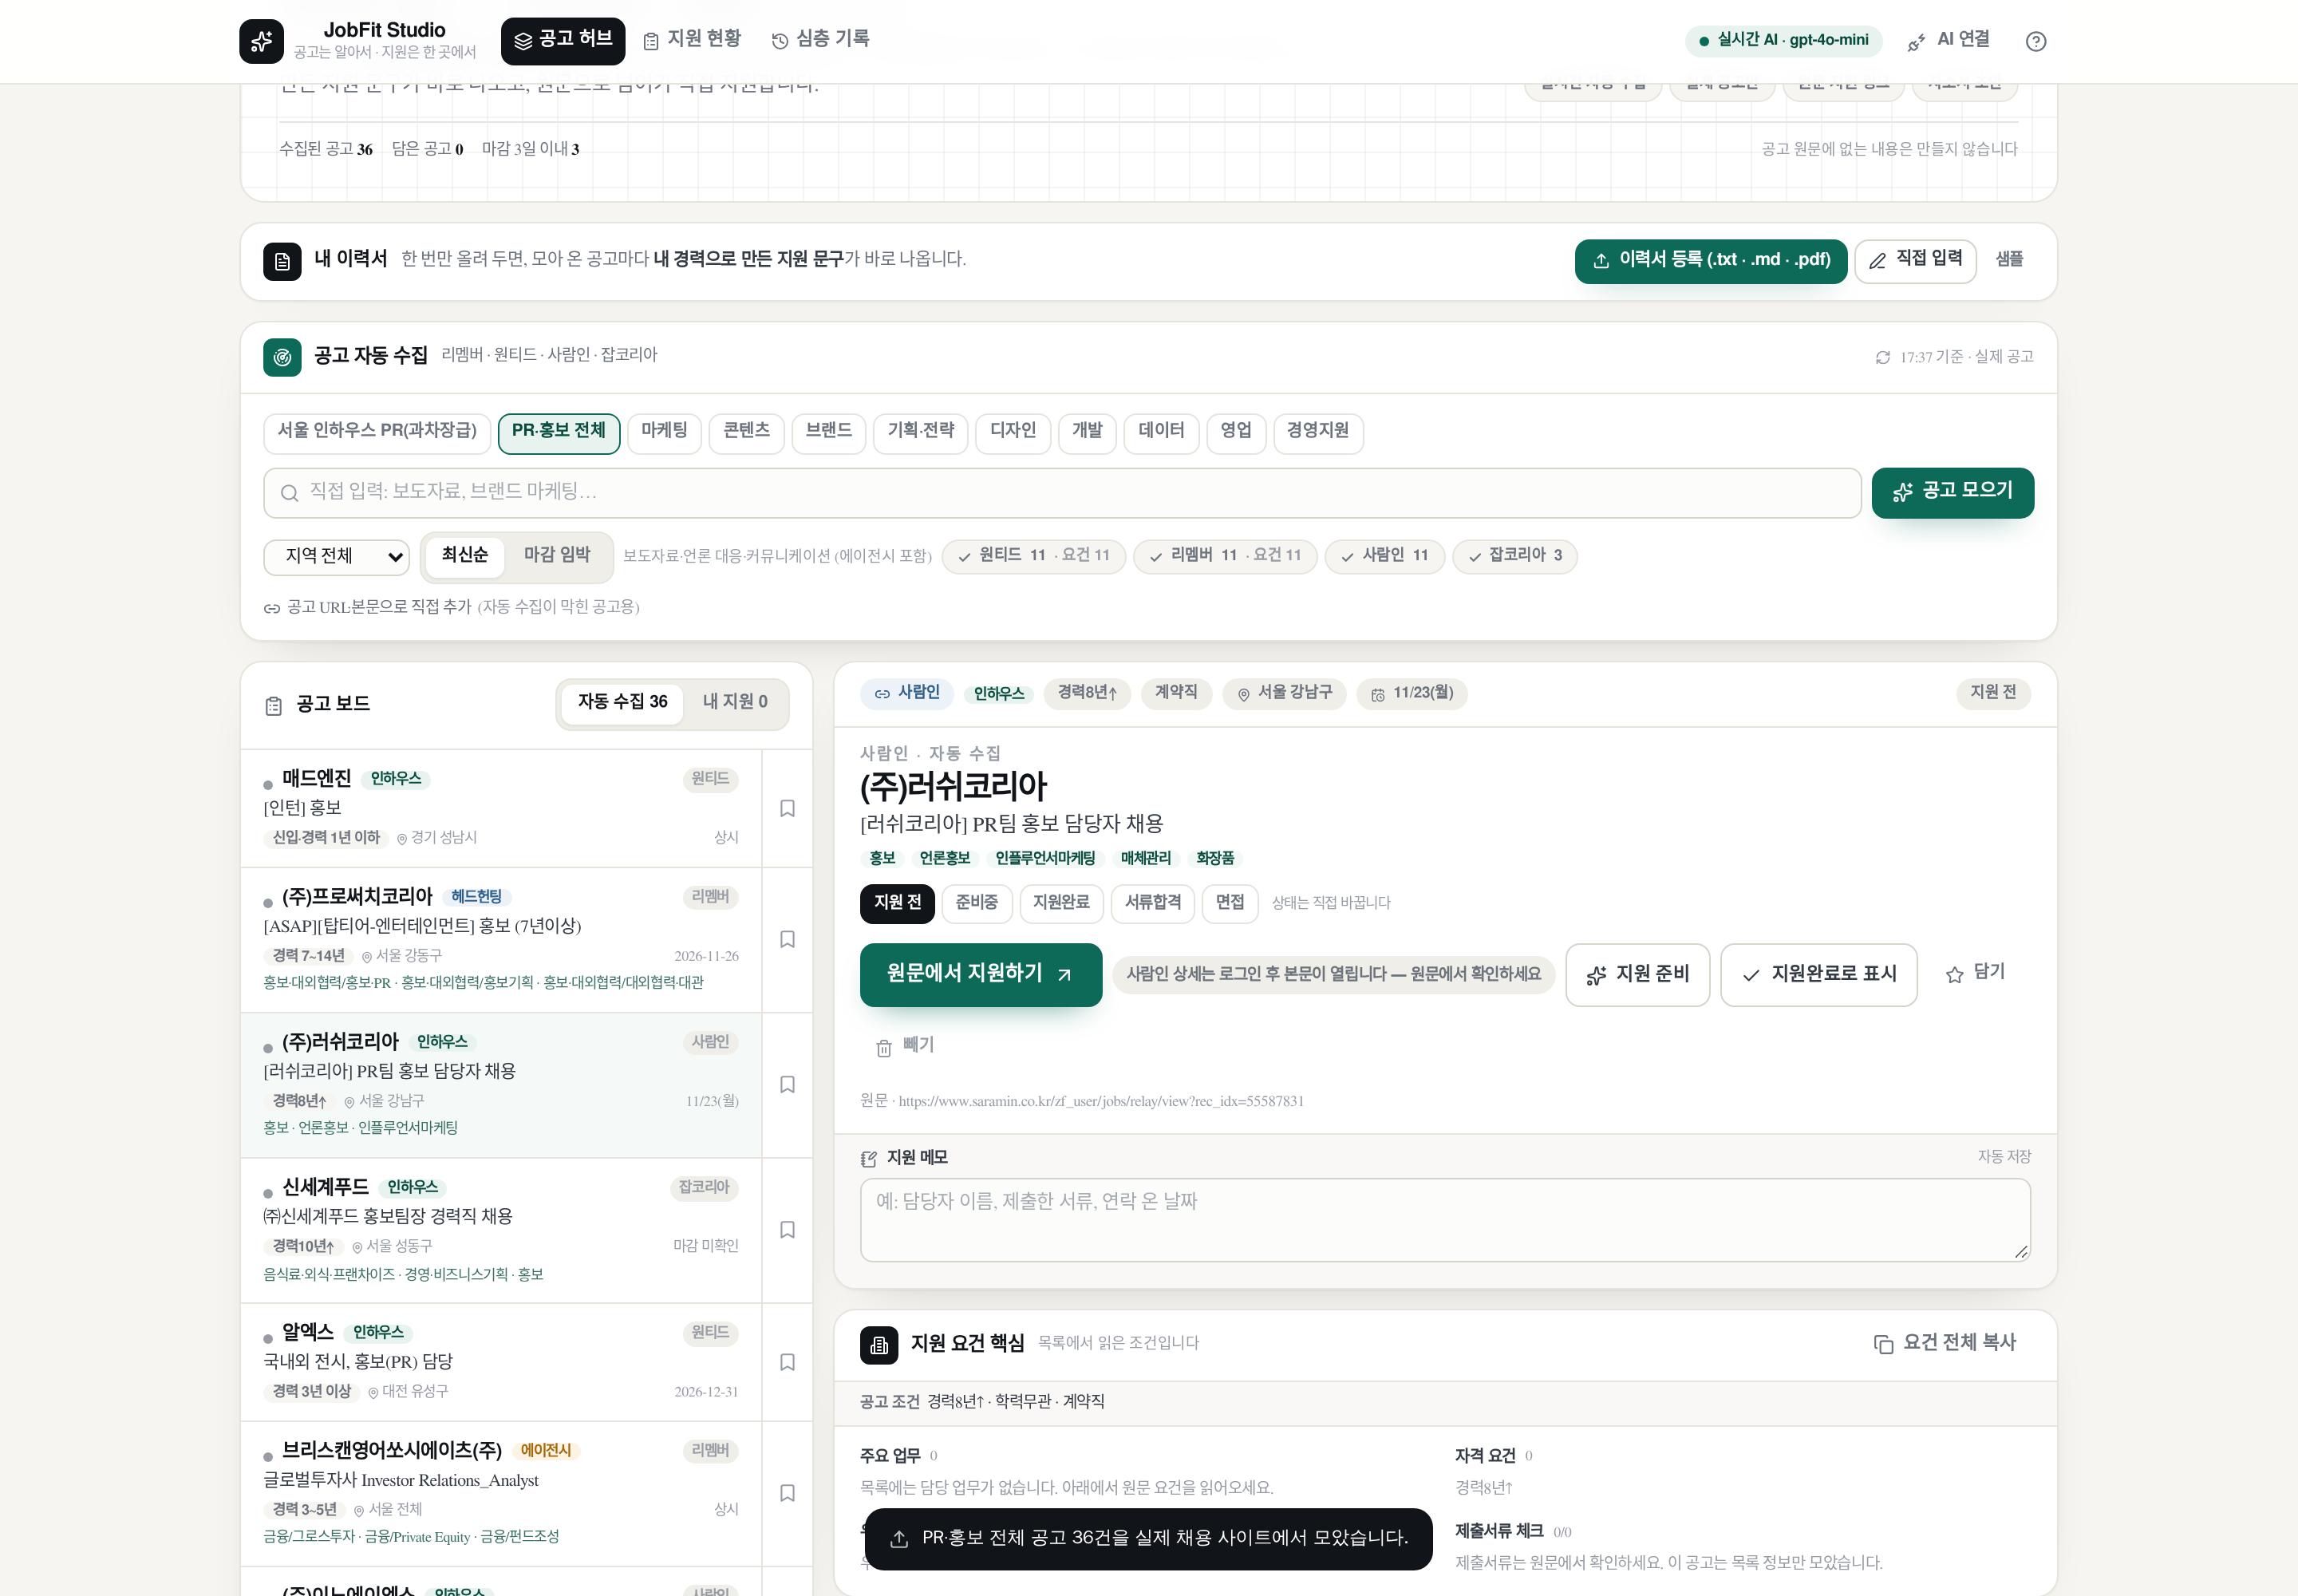 JobFit Studio
공고는 알아서 · 지원은 한 곳에서
공고 허브
지원 현황
심층 기록
실시간 AI · gpt-4o-mini
AI 연결
수집된 공고 36 담은 공고 0 마감 3일 이내 3
공고 원문에 없는 내용은 만들지 않습니다
내 이력서 한 번만 올려 두면, 모아 온 공고마다 내 경력으로 만든 지원 문구가 바로 나옵니다.
이력서 등록 (.txt · .md · .pdf)
직접 입력
샘플
공고 자동 수집 리멤버 · 원티드 · 사람인 · 잡코리아
17:37 기준 · 실제 공고
서울 인하우스 PR(과차장급) PR·홍보 전체 마케팅 콘텐츠 브랜드 기획·전략 디자인 개발 데이터 영업 경영지원
직접 입력: 보도자료, 브랜드 마케팅…
공고 모으기
지역 전체 최신순 마감 임박 보도자료·언론 대응·커뮤니케이션 (에이전시 포함) 원티드 11 · 요건 11 리멤버 11 · 요건 11 사람인 11 잡코리아 3
공고 URL·본문으로 직접 추가 (자동 수집이 막힌 공고용)
공고 보드
자동 수집 36 내 지원 0
매드엔진 인하우스 원티드
[인턴] 홍보
신입·경력 1년 이하 경기 성남시 상시
(주)프로써치코리아 헤드헌팅 리멤버
[ASAP][탑티어-엔터테인먼트] 홍보 (7년이상)
경력 7~14년 서울 강동구 2026-11-26
홍보·대외협력/홍보·PR · 홍보·대외협력/홍보기획 · 홍보·대외협력/대외협력·대관
(주)러쉬코리아 인하우스 사람인
[러쉬코리아] PR팀 홍보 담당자 채용
경력8년↑ 서울 강남구 11/23(월)
홍보 · 언론홍보 · 인플루언서마케팅
신세계푸드 인하우스 잡코리아
㈜신세계푸드 홍보팀장 경력직 채용
경력10년↑ 서울 성동구 마감 미확인
음식료·외식·프랜차이즈 · 경영·비즈니스기획 · 홍보
알엑스 인하우스 원티드
국내외 전시, 홍보(PR) 담당
경력 3년 이상 대전 유성구 2026-12-31
브리스캔영어쏘시에이츠(주) 에이전시 리멤버
글로벌투자사 Investor Relations_Analyst
경력 3~5년 서울 전체 상시
금융/그로스투자 · 금융/Private Equity · 금융/펀드조성
사람인 인하우스 경력8년↑ 계약직 서울 강남구 11/23(월)
지원 전
사람인 · 자동 수집
(주)러쉬코리아
[러쉬코리아] PR팀 홍보 담당자 채용
홍보 언론홍보 인플루언서마케팅 매체관리 화장품
지원 전 준비중 지원완료 서류합격 면접 상태는 직접 바꿉니다
원문에서 지원하기 사람인 상세는 로그인 후 본문이 열립니다 — 원문에서 확인하세요 지원 준비 지원완료로 표시 담기
빼기
원문 · https://www.saramin.co.kr/zf_user/jobs/relay/view?rec_idx=55587831
지원 메모
자동 저장
예: 담당자 이름, 제출한 서류, 연락 온 날짜
지원 요건 핵심 목록에서 읽은 조건입니다
요건 전체 복사
공고 조건 경력8년↑ · 학력무관 · 계약직
주요 업무 0
목록에는 담당 업무가 없습니다. 아래에서 원문 요건을 읽어오세요.
자격 요건 0
경력8년↑
제출서류 체크 0/0
제출서류는 원문에서 확인하세요. 이 공고는 목록 정보만 모았습니다.
PR·홍보 전체 공고 36건을 실제 채용 사이트에서 모았습니다.